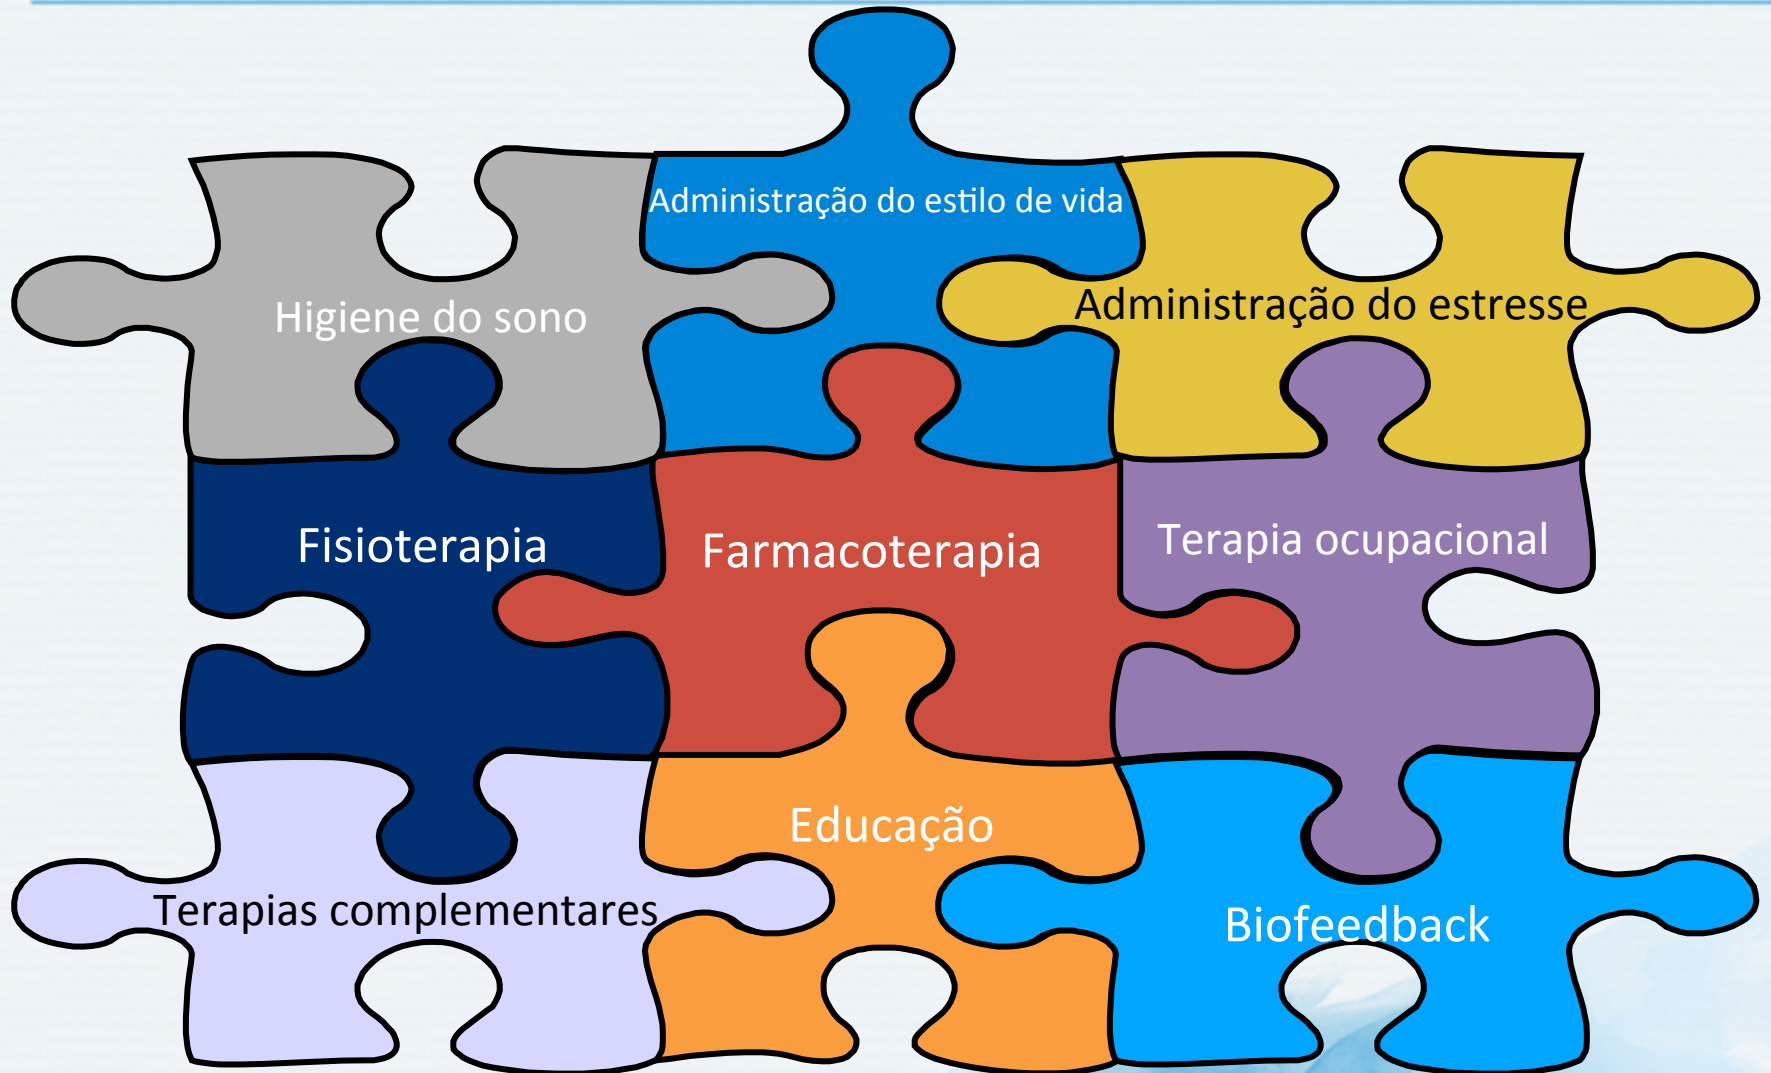 Administração do estilo de vida
Higiene do sono
Administração do estresse
Fisioterapia
Farmacoterapia
Terapia ocupacional
Educação
Terapias complementares
Biofeedback